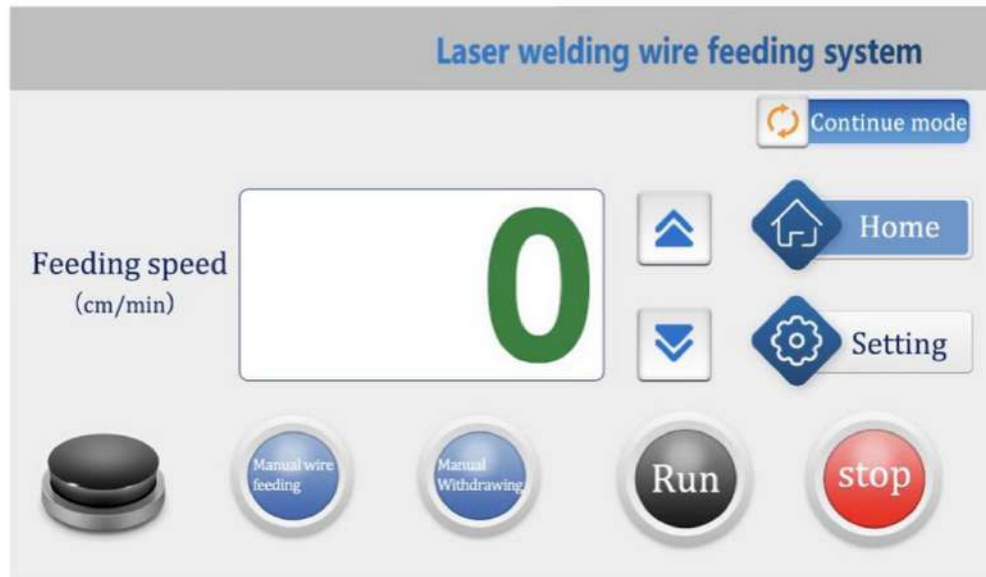 Laser welding wire feeding system
Continue mode
0
Home
Feeding speed
(cm/min)
Setting
Manual wire
feeding
Manual
Withdrawing
Run
stop